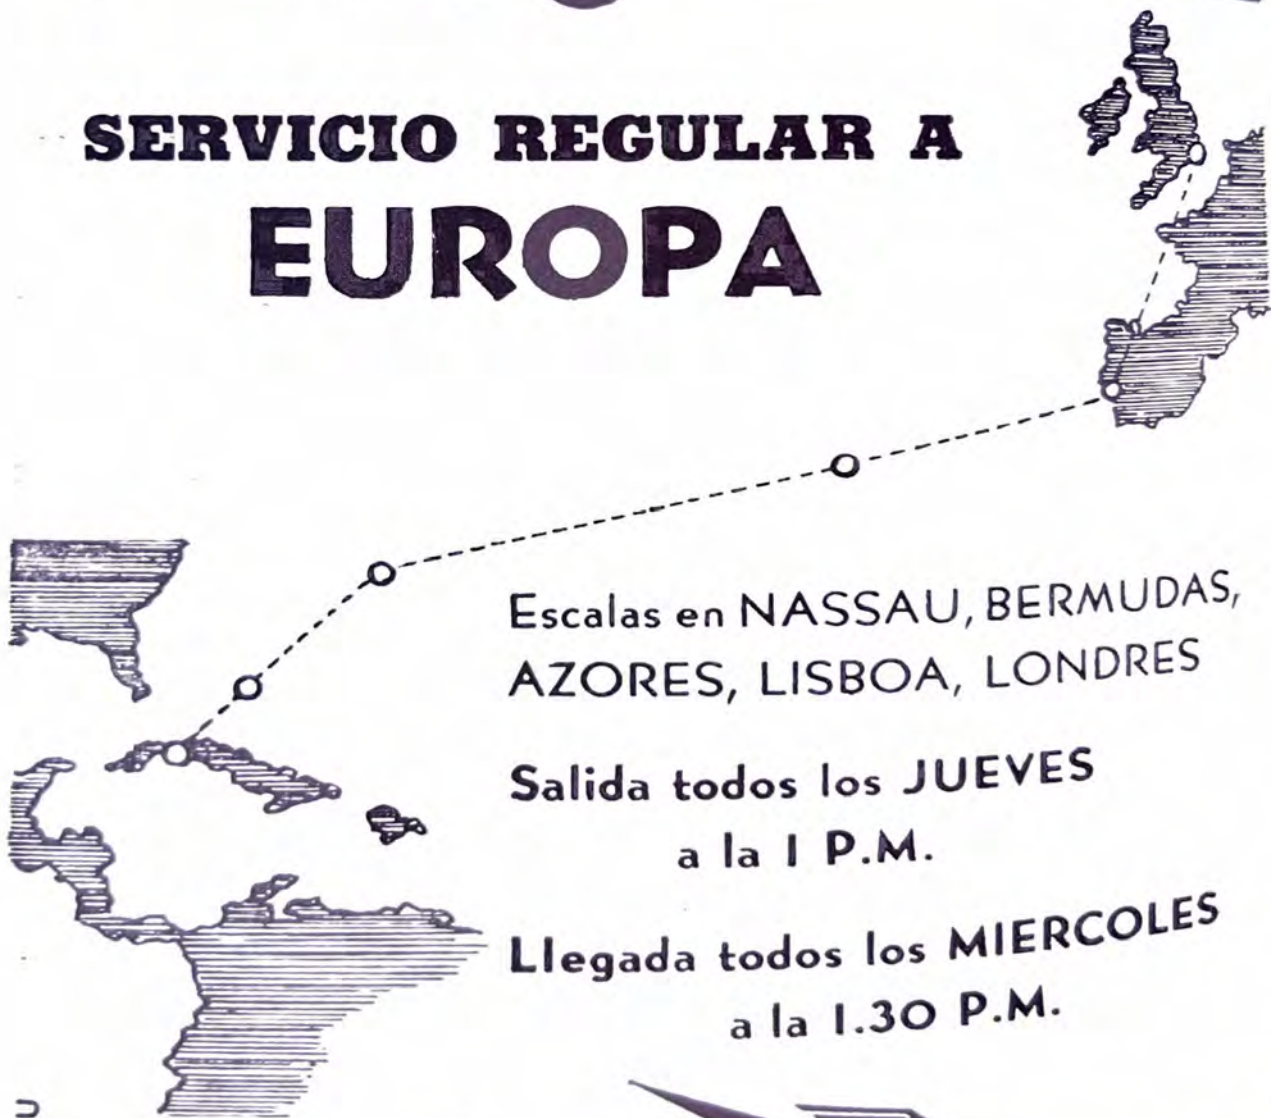 SERVICIO REGULAR A
EUROPA
Escalas en NASSAU, BERMUDAS,
AZORES, LISBOA, LONDRES
Salida todos los JUEVES
a la 1 P.M.
Llegada todos los MIERCOLES
a la 1.30 P.M.